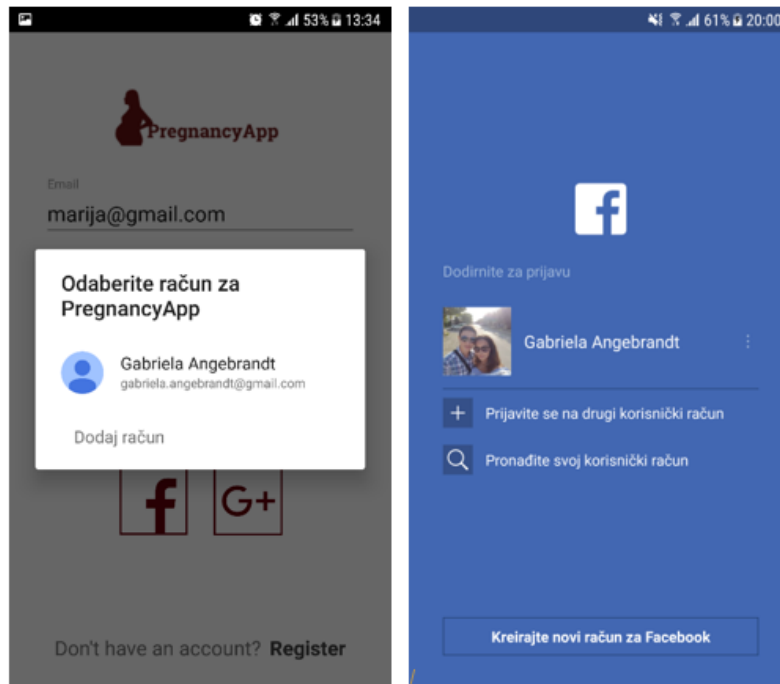 53% 13:34
PregnancyApp
Email
marija@gmail.com
Odaberite račun za
PregnancyApp
Gabriela Angebrandt
gabriela.angebrandt@gmail.com
Dodaj račun
f G+
Don't have an account? Register
61% 20:00
f
Dodirnite za prijavu
Gabriela Angebrandt
+ Prijavite se na drugi korisnički račun
Pronađite svoj korisnički račun
Kreirajte novi račun za Facebook